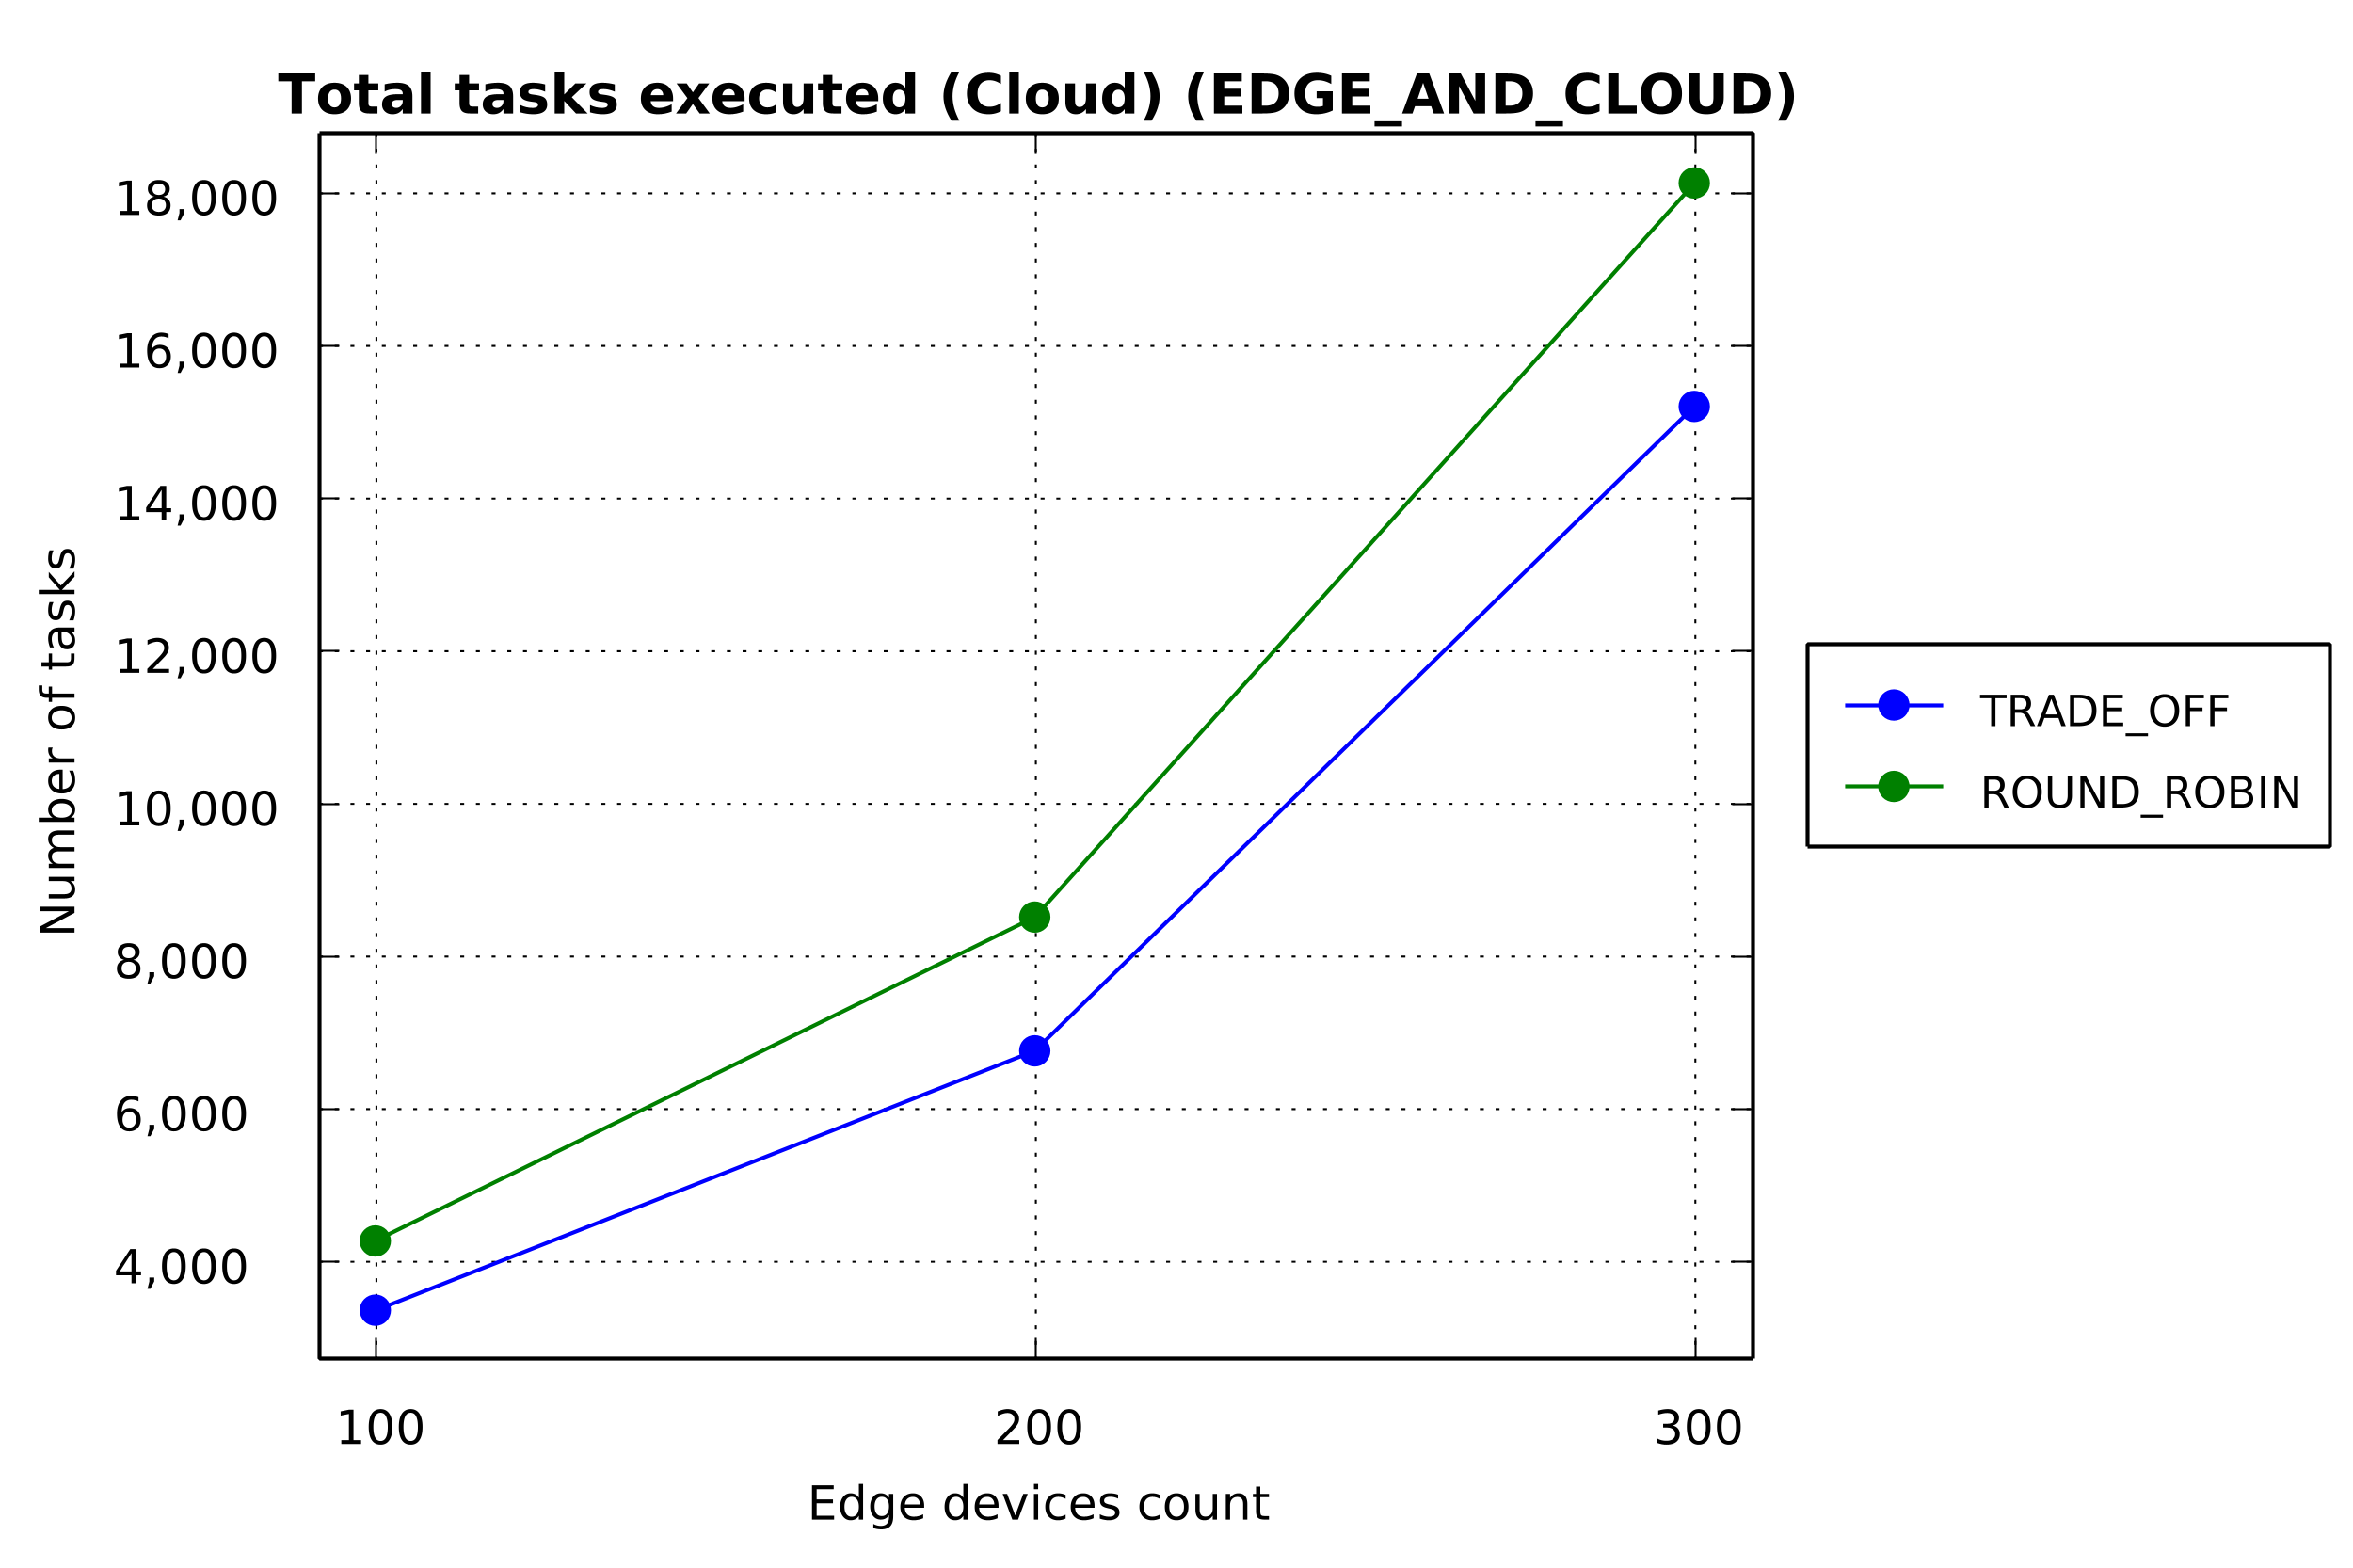 Total tasks executed (Cloud) (EDGE_AND_CLOUD)
18,000
16,000
14,000
12,000
10,000
8,000
6,000
4,000
Number of tasks
100
200
300
Edge devices count
TRADE_OFF
ROUND_ROBIN